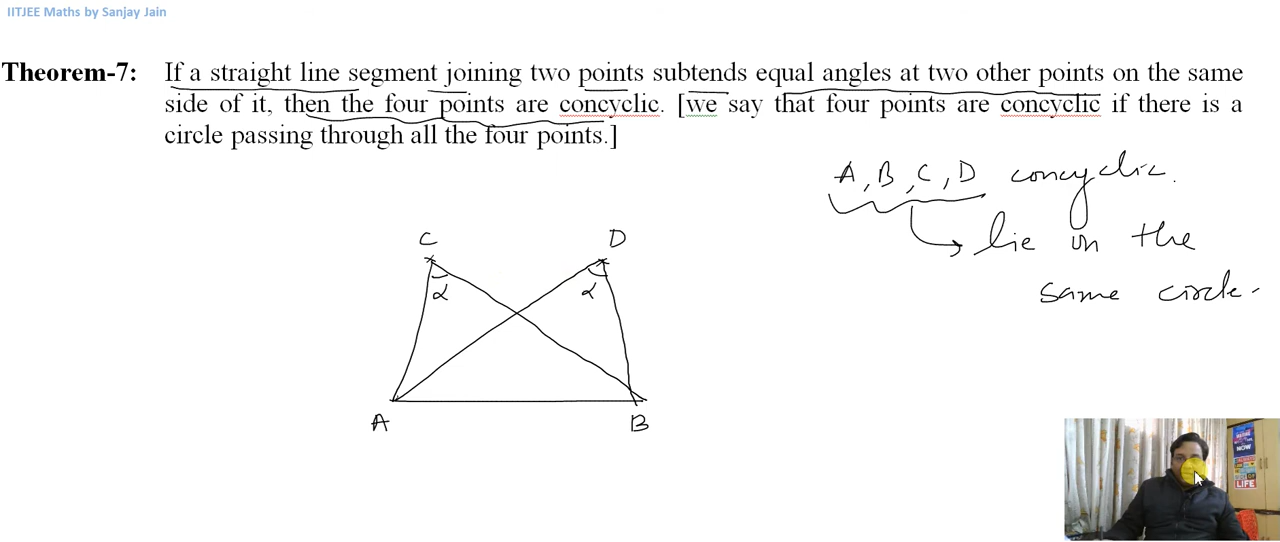 IITJEE Maths by Sanjay Jain
Theorem-7: If a straight line segment joining two points subtends equal angles at two other points on the same
side of it, then the four points are concyclic. [we say that four points are concyclic if there is a
circle passing through all the four points.]
A, B, C, D concyclic.
lie on the
same circle.
C D
α α
A B
NOW
LIFE